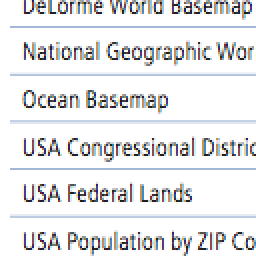 DeLorme World Basemap
National Geographic Wor
Ocean Basemap
USA Congressional Distric
USA Federal Lands
USA Population by ZIP Co